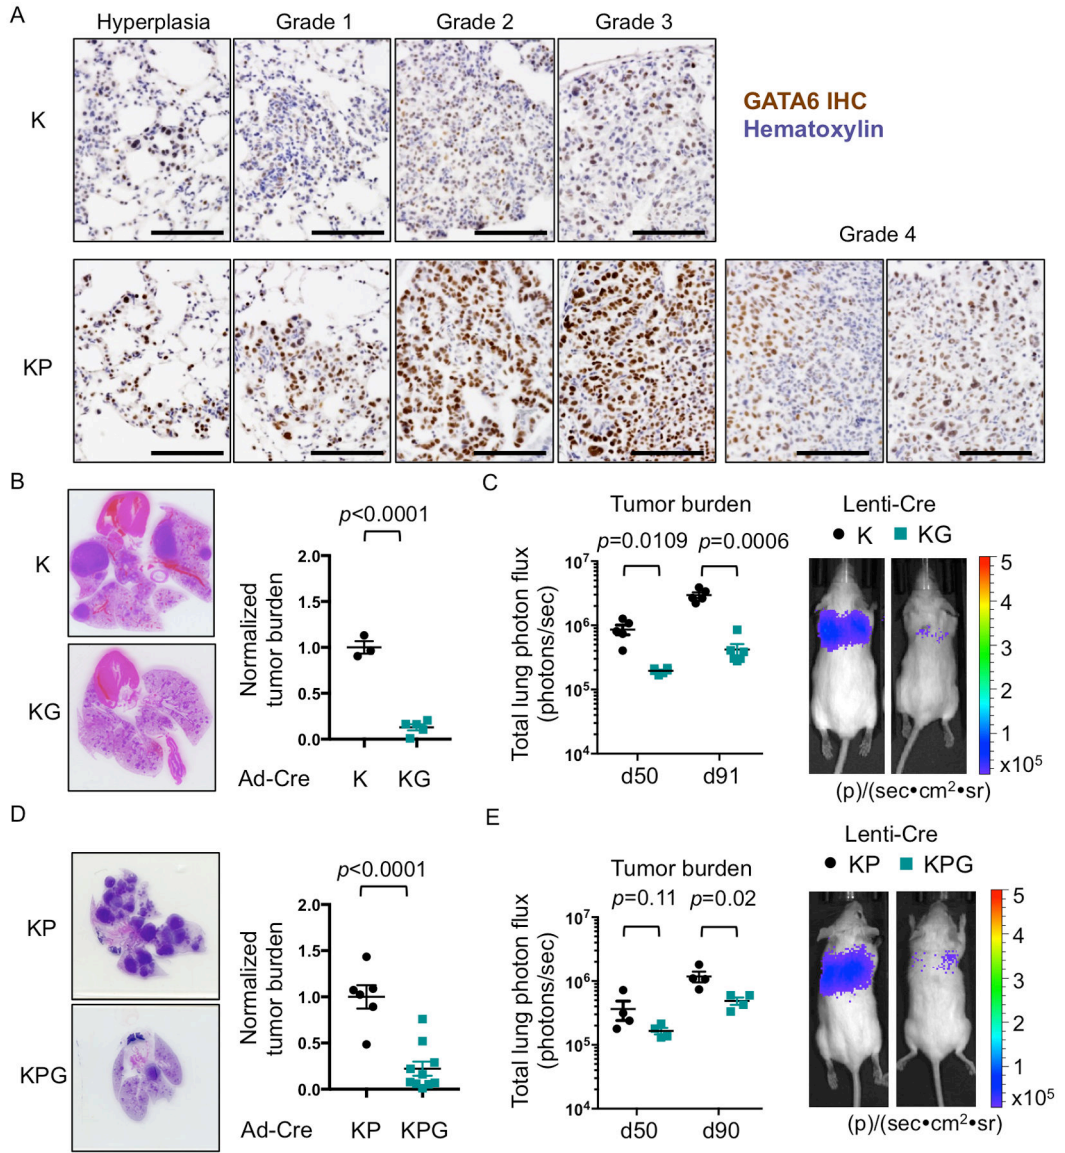 A
Hyperplasia
Grade 1
Grade 2
Grade 3
K
GATA6 IHC
Hematoxylin
Grade 4
KP
B
K
KG
p<0.0001
Normalized
tumor burden
2.0
1.5
1.0
0.5
0.0
Ad-Cre
K
KG
C
Tumor burden
p=0.0109
p=0.0006
Total lung photon flux
(photons/sec)
10⁷
10⁶
10⁵
10⁴
d50
d91
Lenti-Cre
K
KG
5
4
3
2
1
x10⁵
(p)/(sec•cm²•sr)
D
KP
KPG
p<0.0001
Normalized
tumor burden
2.0
1.5
1.0
0.5
0.0
Ad-Cre
KP
KPG
E
Tumor burden
p=0.11
p=0.02
Total lung photon flux
(photons/sec)
10⁷
10⁶
10⁵
10⁴
d50
d90
Lenti-Cre
KP
KPG
5
4
3
2
1
x10⁵
(p)/(sec•cm²•sr)